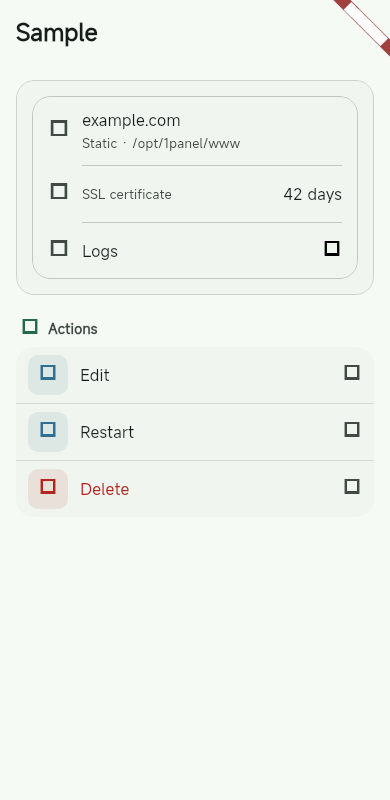 Sample
example.com
Static · /opt/1panel/www
SSL certificate
42 days
Logs
Actions
Edit
Restart
Delete